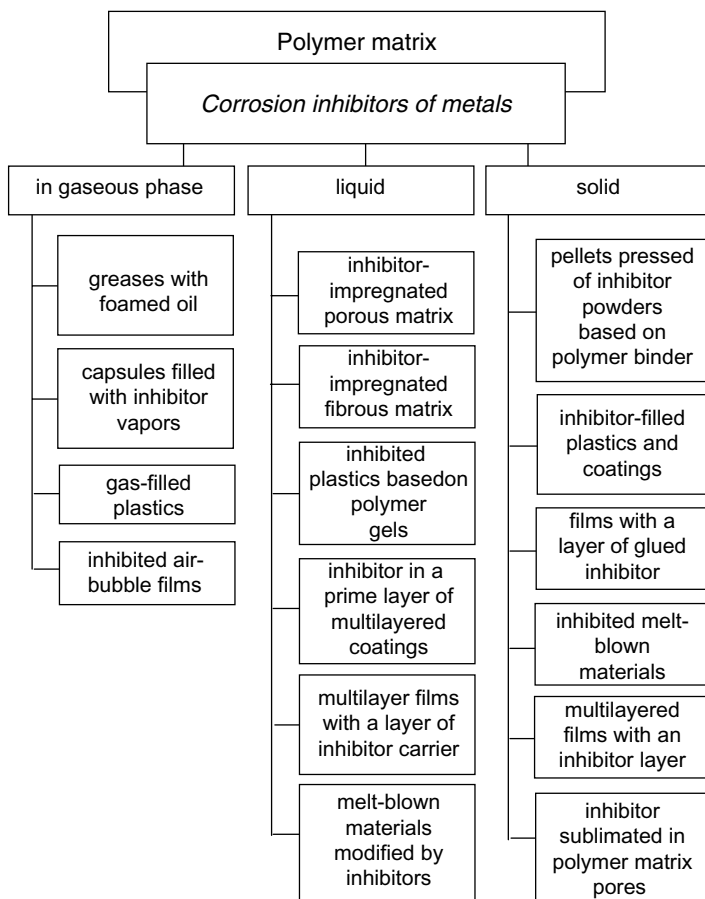 Polymer matrix
Corrosion inhibitors of metals
in gaseous phase
greases with
foamed oil
capsules filled
with inhibitor
vapors
gas-filled
plastics
inhibited air-
bubble films
liquid
inhibitor-
impregnated
porous matrix
inhibitor-
impregnated
fibrous matrix
inhibited
plastics basedon
polymer
gels
inhibitor in a
prime layer of
multilayered
coatings
multilayer films
with a layer of
inhibitor carrier
melt-blown
materials
modified by
inhibitors
solid
pellets pressed
of inhibitor
powders
based on
polymer binder
inhibitor-filled
plastics and
coatings
films with a
layer of glued
inhibitor
inhibited melt-
blown
materials
multilayered
films with an
inhibitor layer
inhibitor
sublimated in
polymer matrix
pores